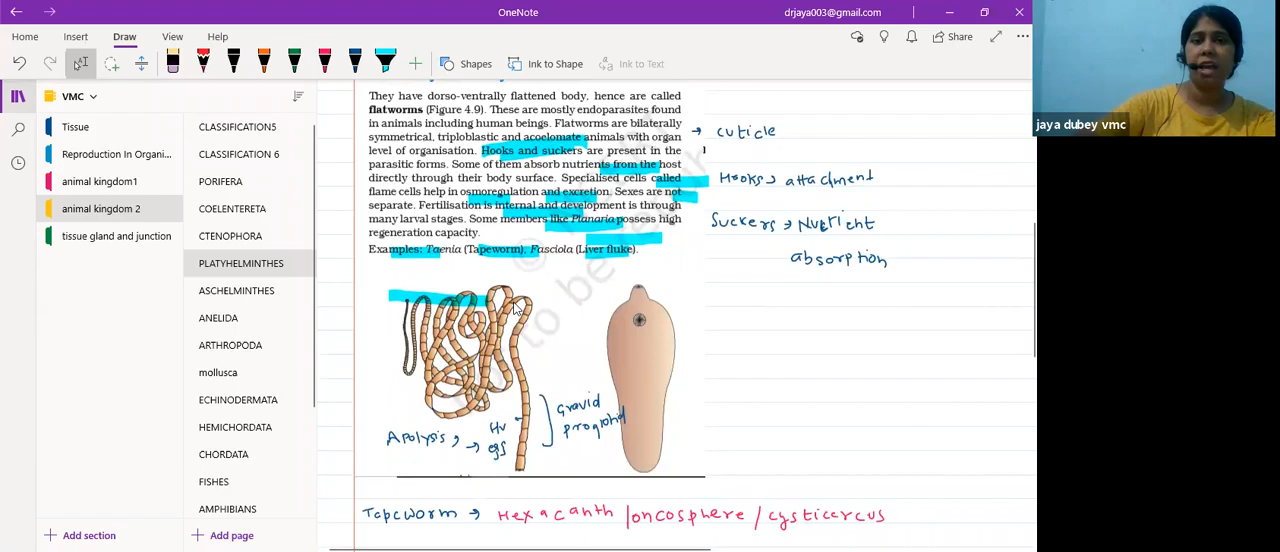 OneNote
drjaya003@gmail.com
Home Insert Draw View Help
Share
Shapes Ink to Shape Ink to Text
VMC
Tissue
Reproduction In Organi...
animal kingdom1
animal kingdom 2
tissue gland and junction
Add section
CLASSIFICATION5
CLASSIFICATION 6
PORIFERA
COELENTERETA
CTENOPHORA
PLATYHELMINTHES
ASCHELMINTHES
ANELIDA
ARTHROPODA
mollusca
ECHINODERMATA
HEMICHORDATA
CHORDATA
FISHES
AMPHIBIANS
Add page
They have dorso-ventrally flattened body, hence are called
flatworms (Figure 4.9). These are mostly endoparasites found
in animals including human beings. Flatworms are bilaterally
symmetrical, triploblastic and acoelomate animals with organ
level of organisation. Hooks and suckers are present in the
parasitic forms. Some of them absorb nutrients from the host
directly through their body surface. Specialised cells called
flame cells help in osmoregulation and excretion. Sexes are not
separate. Fertilisation is internal and development is through
many larval stages. Some members like Planaria possess high
regeneration capacity.
Examples: Taenia (Tapeworm), Fasciola (Liver fluke).
→ cuticle
Hooks → attachment
Suckers → Nutrient
absorption
Gravid
proglotid
Apolysis, →
Tapeworm → Hexacanth /oncosphere / cysticercus
jaya dubey vmc